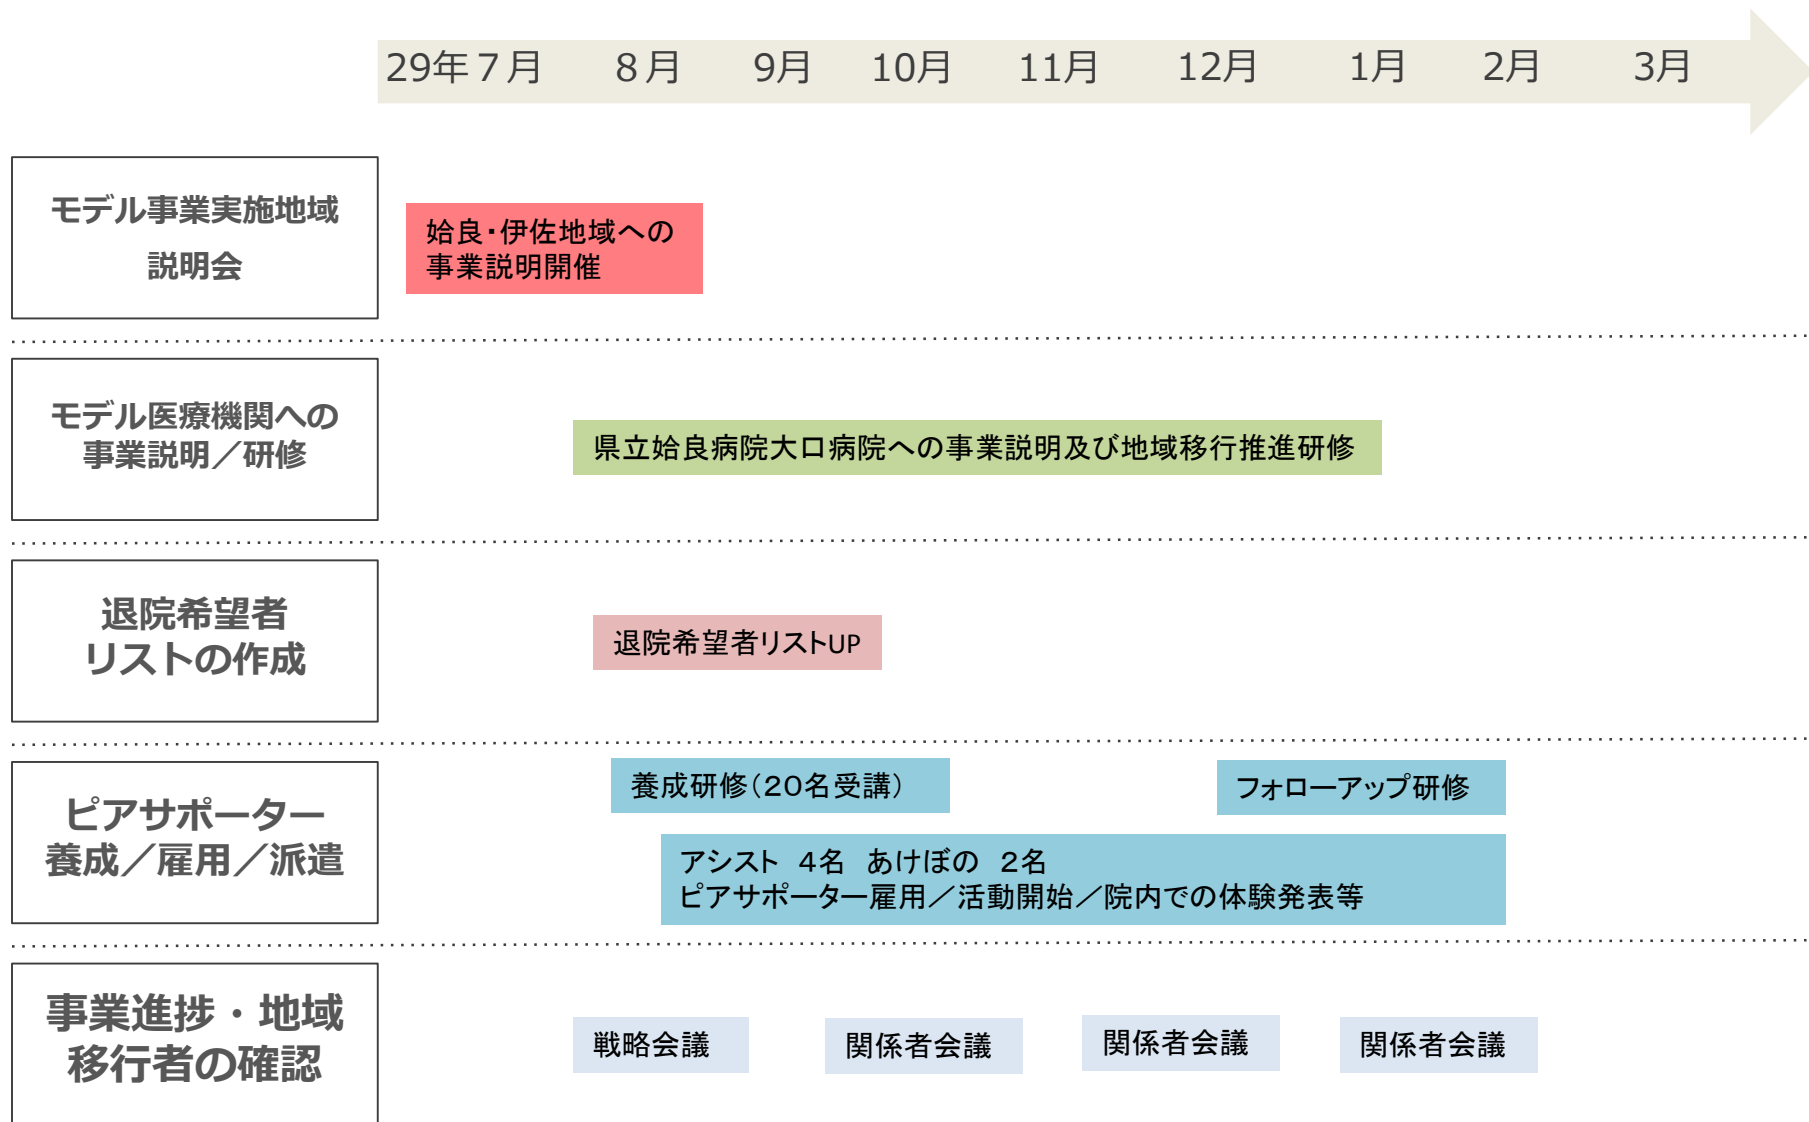 29年７月 ８月 9月 10月 11月 12月 1月 2月 3月
モデル事業実施地域
説明会
始良・伊佐地域への
事業説明開催
モデル医療機関への
事業説明／研修
県立始良病院大口病院への事業説明及び地域移行推進研修
退院希望者
リストの作成
退院希望者リストUP
ピアサポーター
養成／雇用／派遣
養成研修（20名受講）
フォローアップ研修
アシスト　4名　あけぼの　2名
ピアサポーター雇用／活動開始／院内での体験発表等
事業進捗・地域
移行者の確認
戦略会議
関係者会議
関係者会議
関係者会議